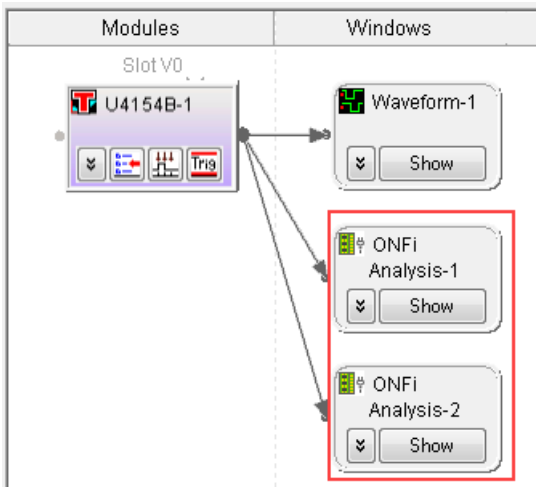 Modules
Windows
Slot V0
U4154B-1
Trig
Waveform-1
Show
ONFi
Analysis-1
Show
ONFi
Analysis-2
Show